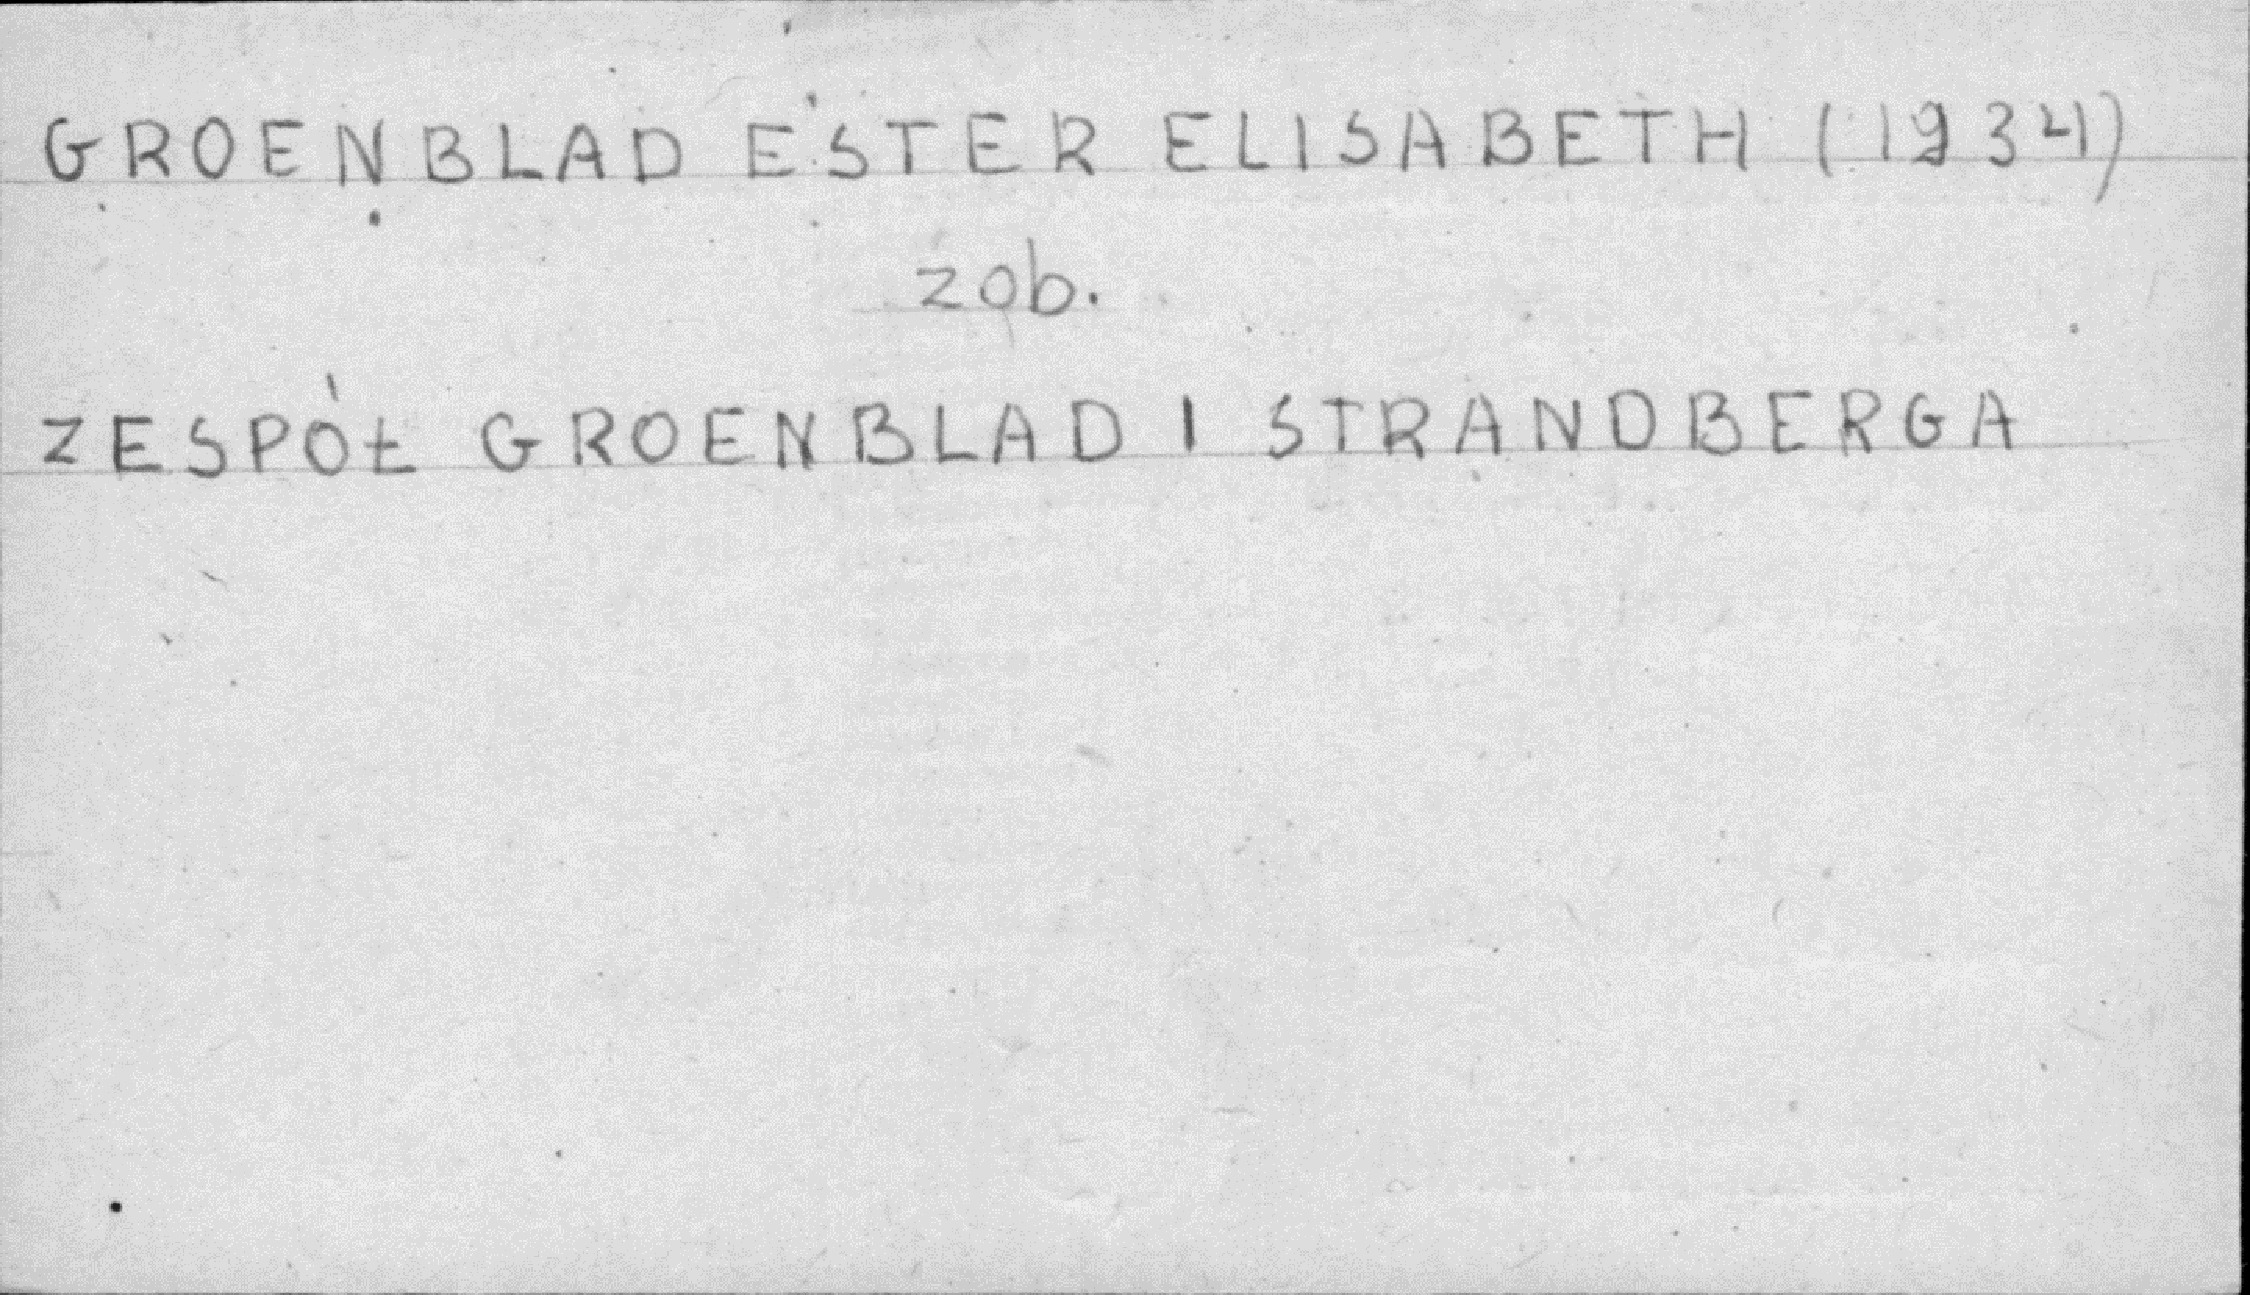 GROENBLAD ESTER ELISABETH (1934)
zob.
ZESPÓŁ GROENBLAD I STRANDBERGA